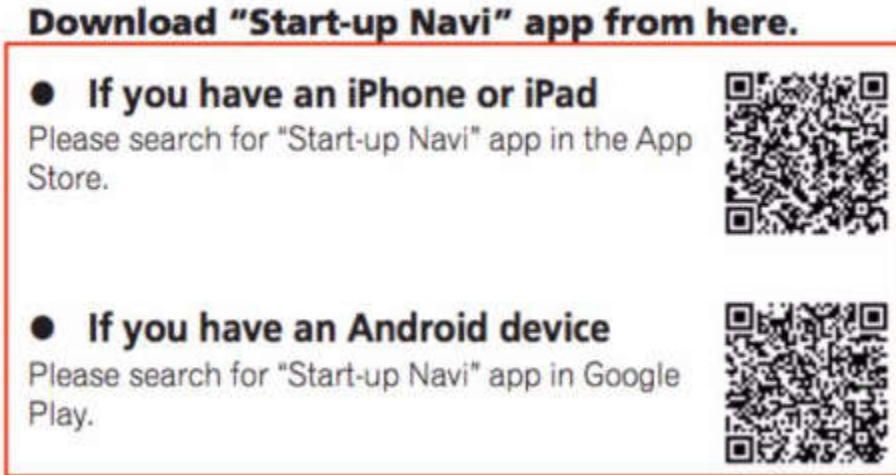 Download “Start-up Navi” app from here.
● If you have an iPhone or iPad
Please search for “Start-up Navi” app in the App
Store.
● If you have an Android device
Please search for “Start-up Navi” app in Google
Play.